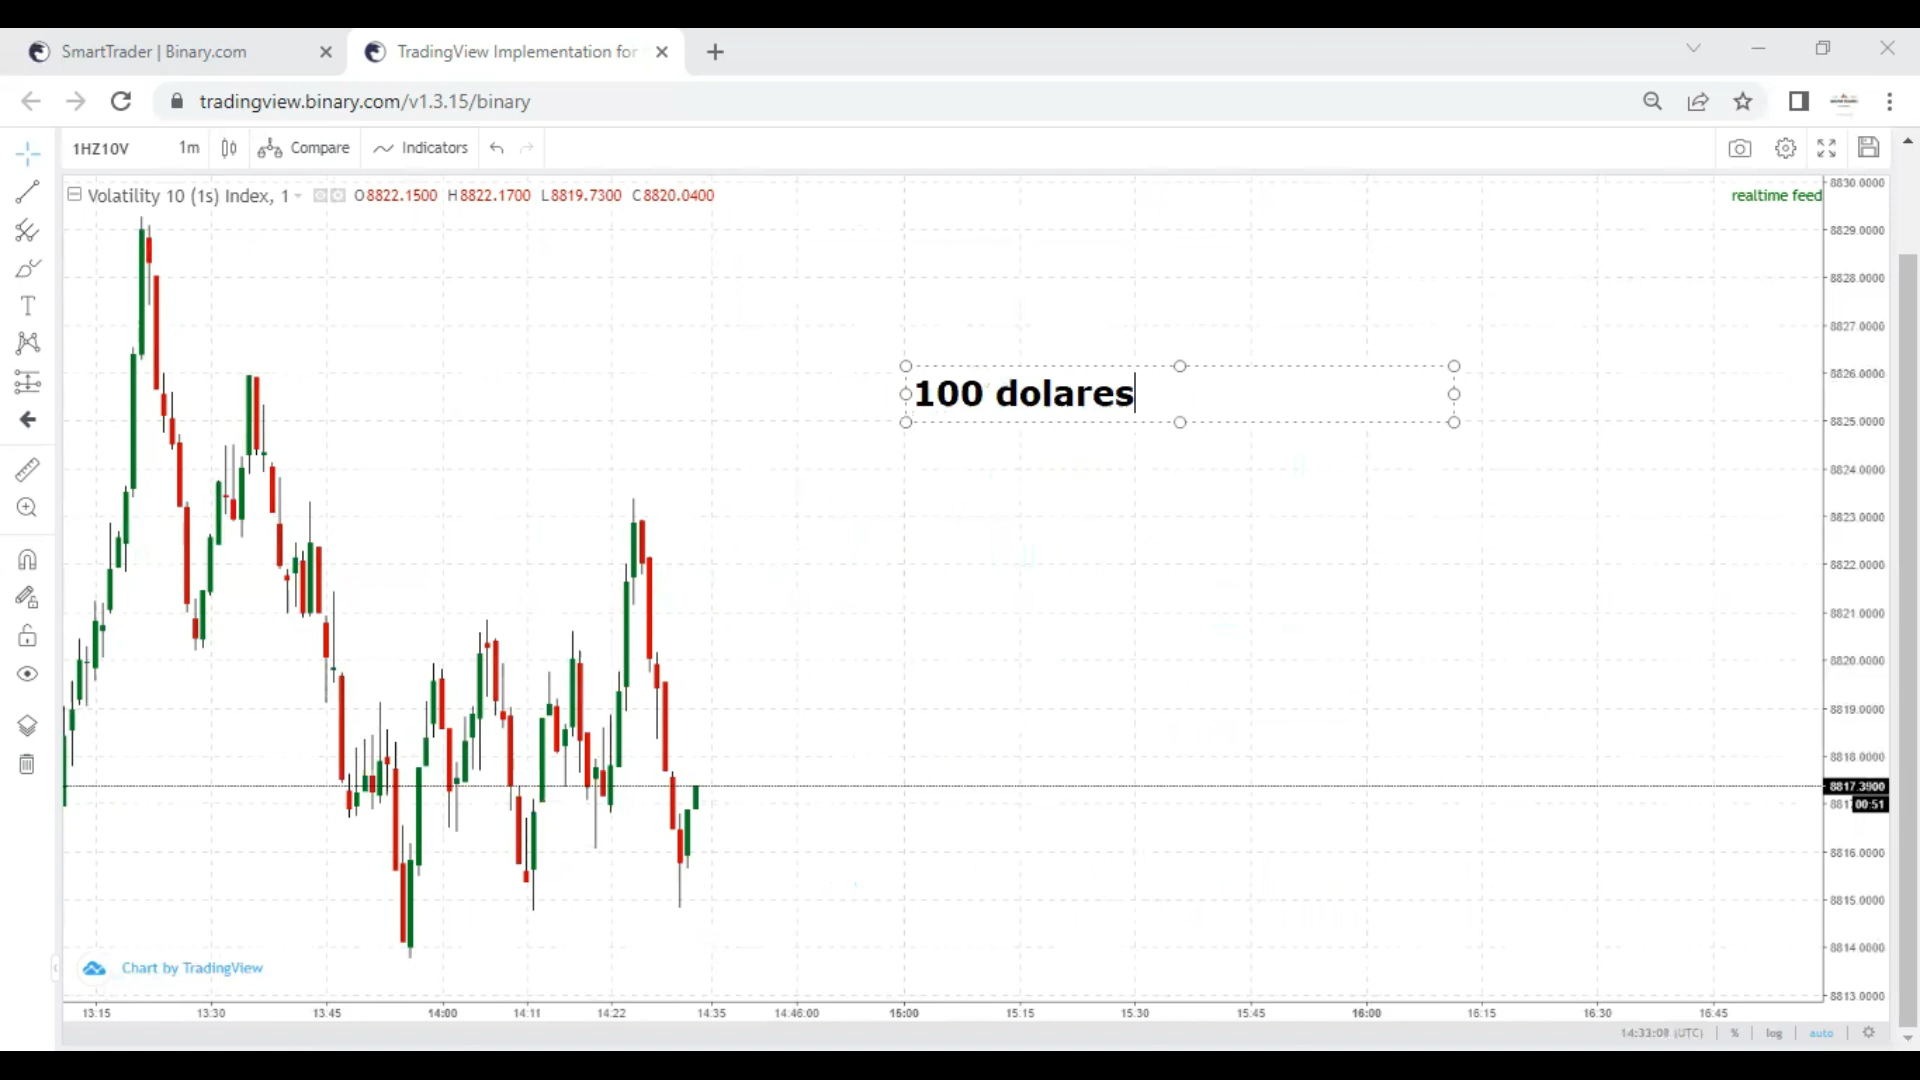 SmartTrader | Binary.com
TradingView Implementation for
tradingview.binary.com/v1.3.15/binary
1HZ10V 1m Compare Indicators
Volatility 10 (1s) Index, 1 O8822.1500 H8822.1700 L8819.7300 C8820.0400
realtime feed
8830.0000
8829.0000
8828.0000
8827.0000
8826.0000
100 dolares
8825.0000
8824.0000
8823.0000
8822.0000
8821.0000
8820.0000
8819.0000
8818.0000
8817.3900
00:51
8816.0000
8815.0000
8814.0000
Chart by TradingView
8813.0000
13:15 13:30 13:45 14:00 14:11 14:22 14:35 14:46:00 15:00 15:15 15:30 15:45 16:00 16:15 16:30 16:45
(UTC) % log auto